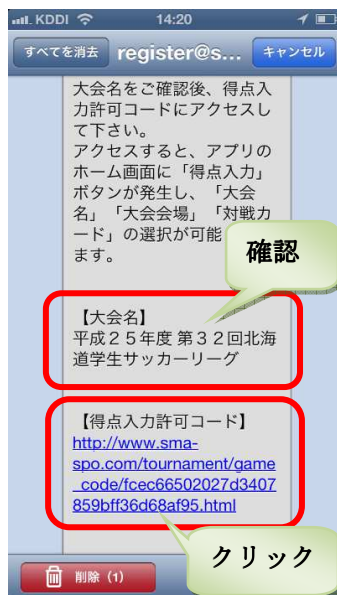 KDDI 14:20
すべてを消去 register@s... キャンセル
大会名をご確認後、得点入
力許可コードにアクセスし
て下さい。
アクセスすると、アプリの
ホーム画面に「得点入力」
ボタンが発生し、「大会
名」「大会会場」「対戦カ
ード」の選択が可能
ます。
確認
【大会名】
平成２５年度 第３２回北海
道学生サッカーリーグ
【得点入力許可コード】
http://www.sma-
spo.com/tournament/game
_code/fcec66502027d3407
859bff36d68af95.html
クリック
削除（1）